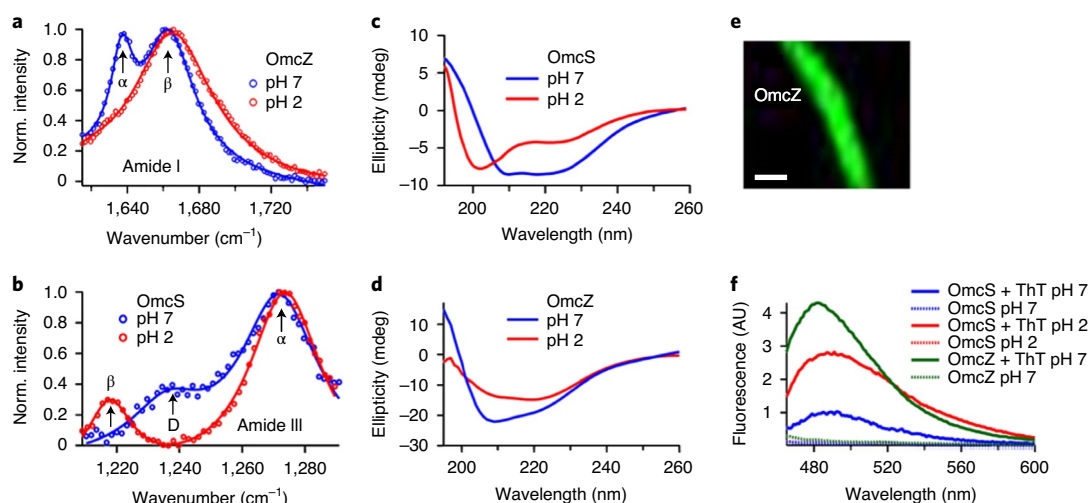 a
1.0
0.8
0.6
0.4
0.2
0
Norm. intensity
OmcZ
pH 7
pH 2
α
β
Amide I
1,640
1,680
1,720
Wavenumber (cm⁻¹)
b
1.0
0.8
0.6
0.4
0.2
0
Norm. intensity
OmcS
pH 7
pH 2
β
D
α
Amide III
1,220
1,240
1,260
1,280
Wavenumber (cm⁻¹)
c
10
5
0
−5
−10
Ellipticity (mdeg)
OmcS
pH 7
pH 2
200
220
240
260
Wavelength (nm)
d
10
0
−10
−20
−30
Ellipticity (mdeg)
OmcZ
pH 7
pH 2
200
220
240
260
Wavelength (nm)
e
OmcZ
f
4
3
2
1
Fluorescence (AU)
OmcS + ThT pH 7
OmcS pH 7
OmcS + ThT pH 2
OmcS pH 2
OmcZ + ThT pH 7
OmcZ pH 7
480
520
560
600
Wavelength (nm)